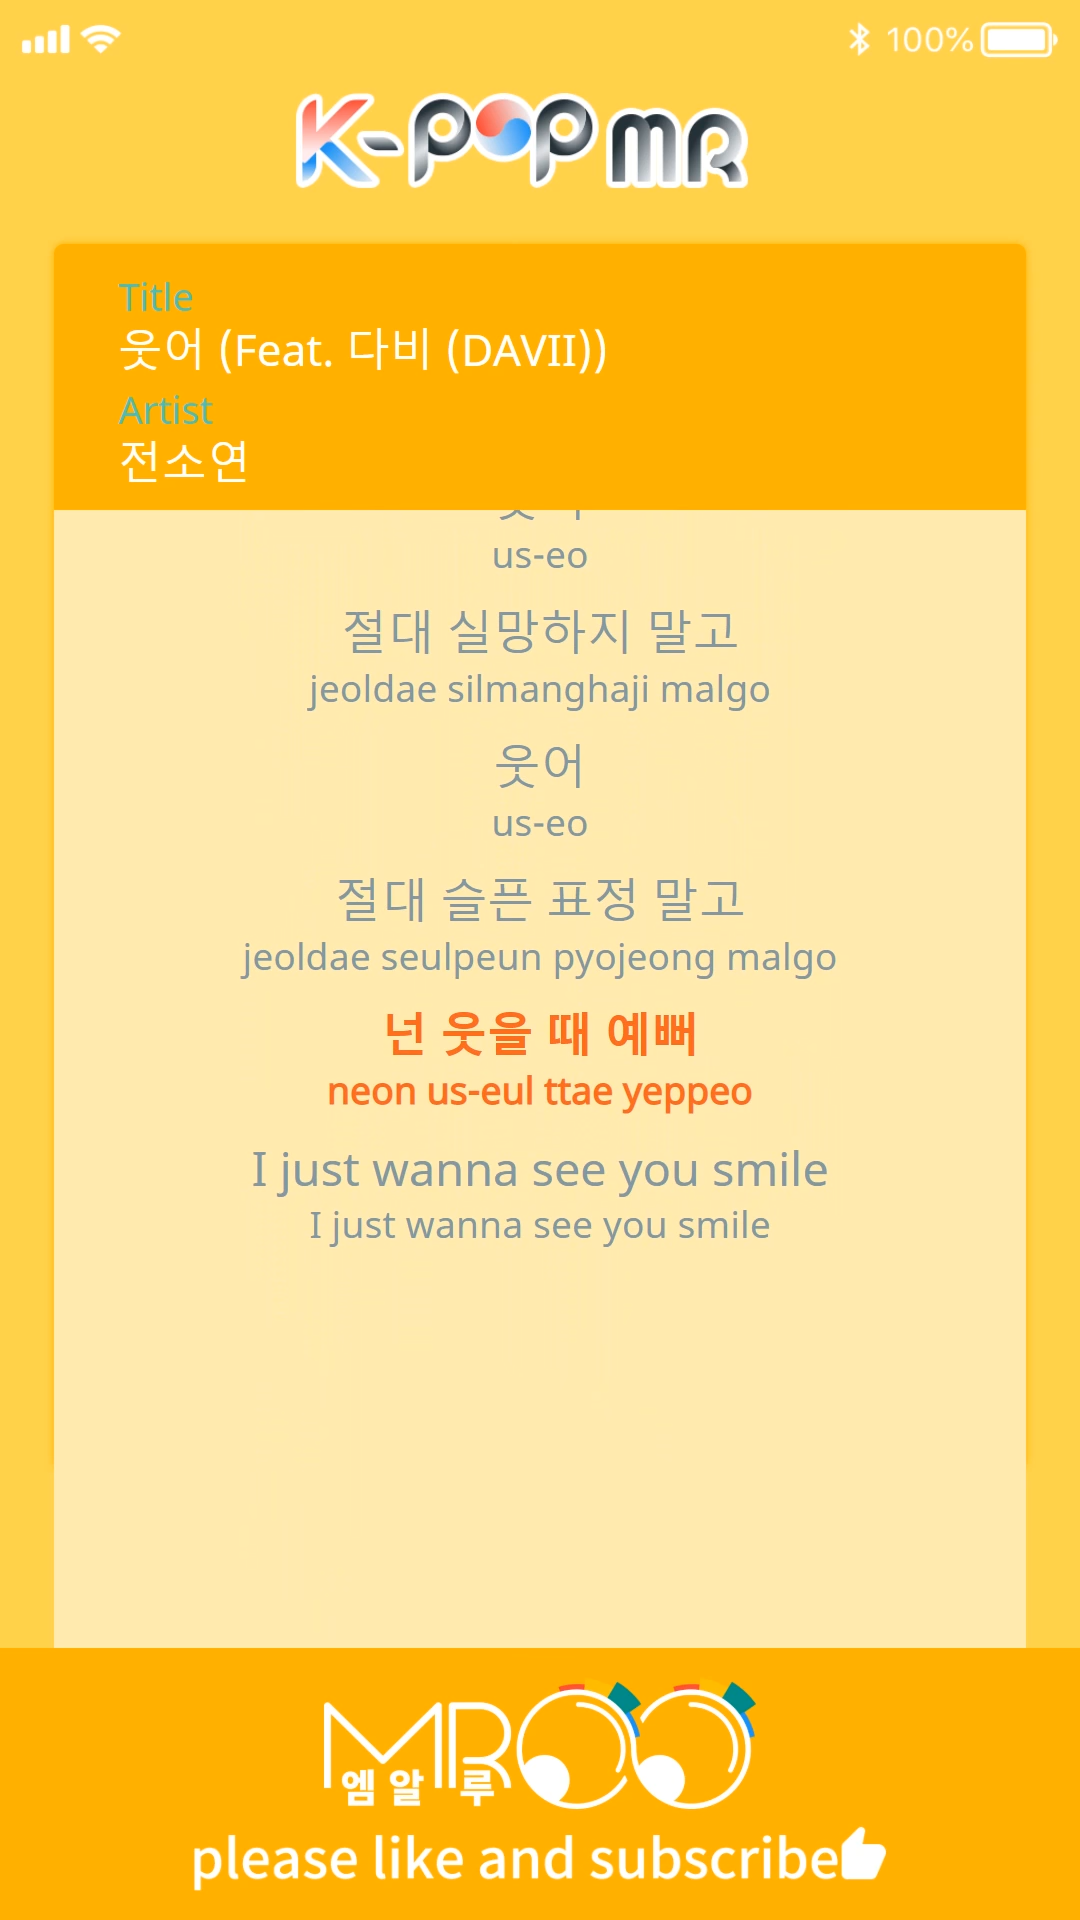 100%
K-POP MR
Title
웃어 (Feat. 다비 (DAVII))
Artist
전소연
us-eo
절대 실망하지 말고
jeoldae silmanghaji malgo
웃어
us-eo
절대 슬픈 표정 말고
jeoldae seulpeun pyojeong malgo
넌 웃을 때 예뻐
neon us-eul ttae yeppeo
I just wanna see you smile
I just wanna see you smile
MROO
엠 알 루
please like and subscribe